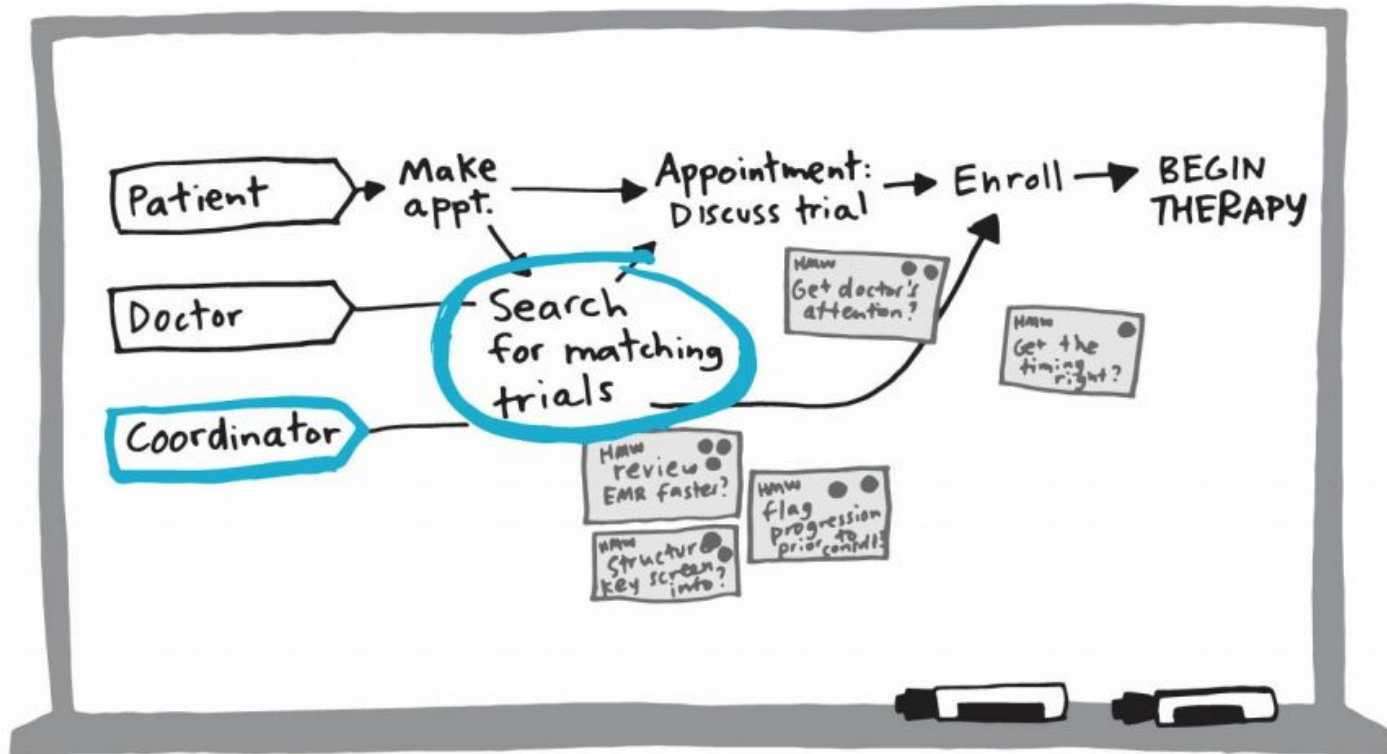 Patient
Make
appt.
Appointment:
Discuss trial
Enroll
BEGIN
THERAPY
Doctor
Search
for matching
trials
Coordinator
HMW
Get doctor's
attention?
HMW
Get the
timing
right?
HMW
review
EMR faster?
HMW
flag
progression
prior to
HMW
Structure
key screen
info?